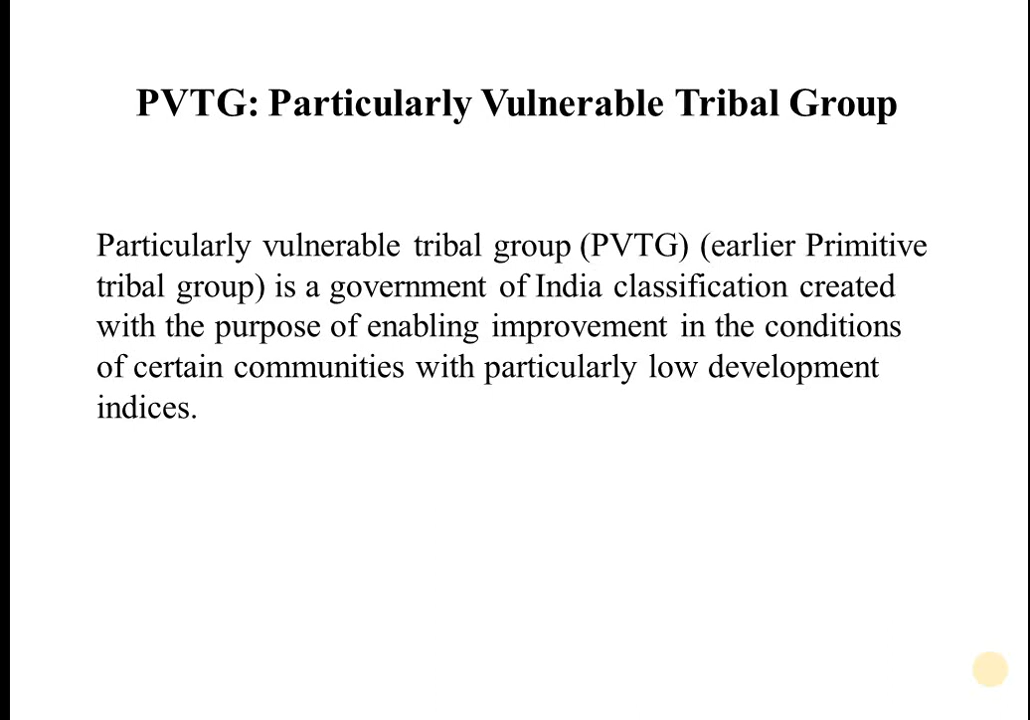 PVTG: Particularly Vulnerable Tribal Group
Particularly vulnerable tribal group (PVTG) (earlier Primitive
tribal group) is a government of India classification created
with the purpose of enabling improvement in the conditions
of certain communities with particularly low development
indices.